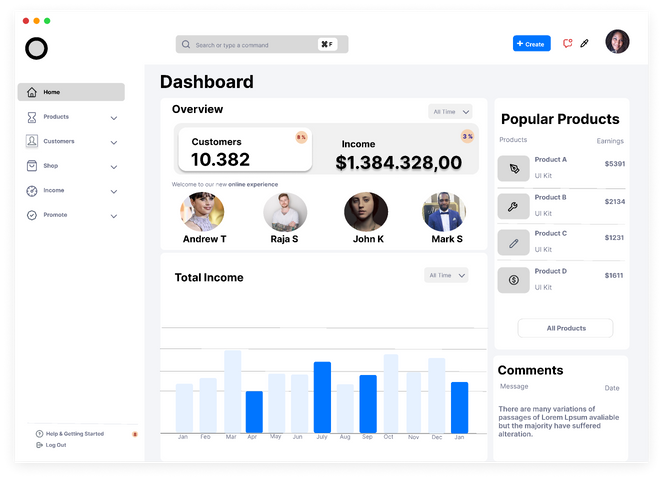 Search or type a command
⌘ F
+ Create
Home
Products
Customers
Shop
Income
Promote
Help & Getting Started
8
Log Out
Dashboard
Overview
All Time
Customers
8 %
10.382
Income
3 %
$1.384.328,00
Welcome to our new online experience
Andrew T
Raja S
John K
Mark S
Total Income
All Time
Jan
Feo
Mar
Apr
May
Jun
July
Aug
Sep
Oct
Nov
Dec
Jan
Popular Products
Products
Earnings
Product A
$5391
UI Kit
Product B
$2134
UI Kit
Product C
$1231
UI Kit
Product D
$1611
UI Kit
All Products
Comments
Message
Date
There are many variations of
passages of Lorem Lpsum avaliable
but the majority have suffered
alteration.